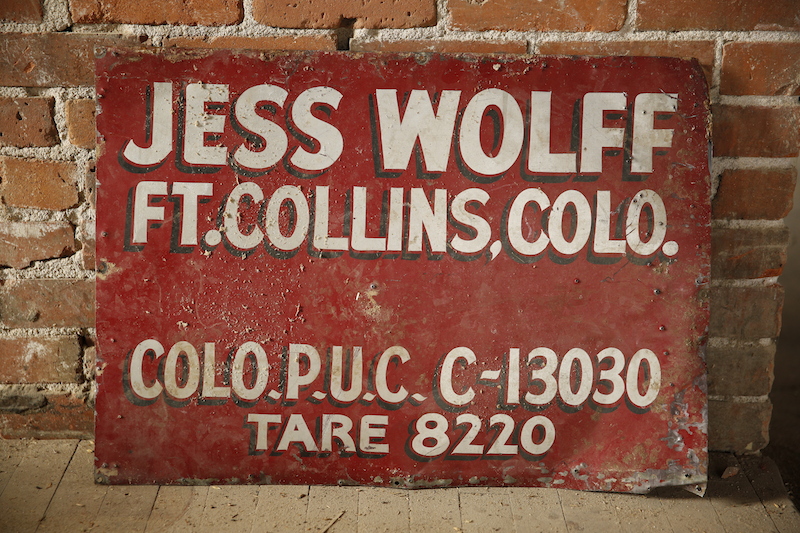 JESS WOLFF
FT. COLLINS, COLO.
COLO. P.U.C. C-13030
TARE 8220